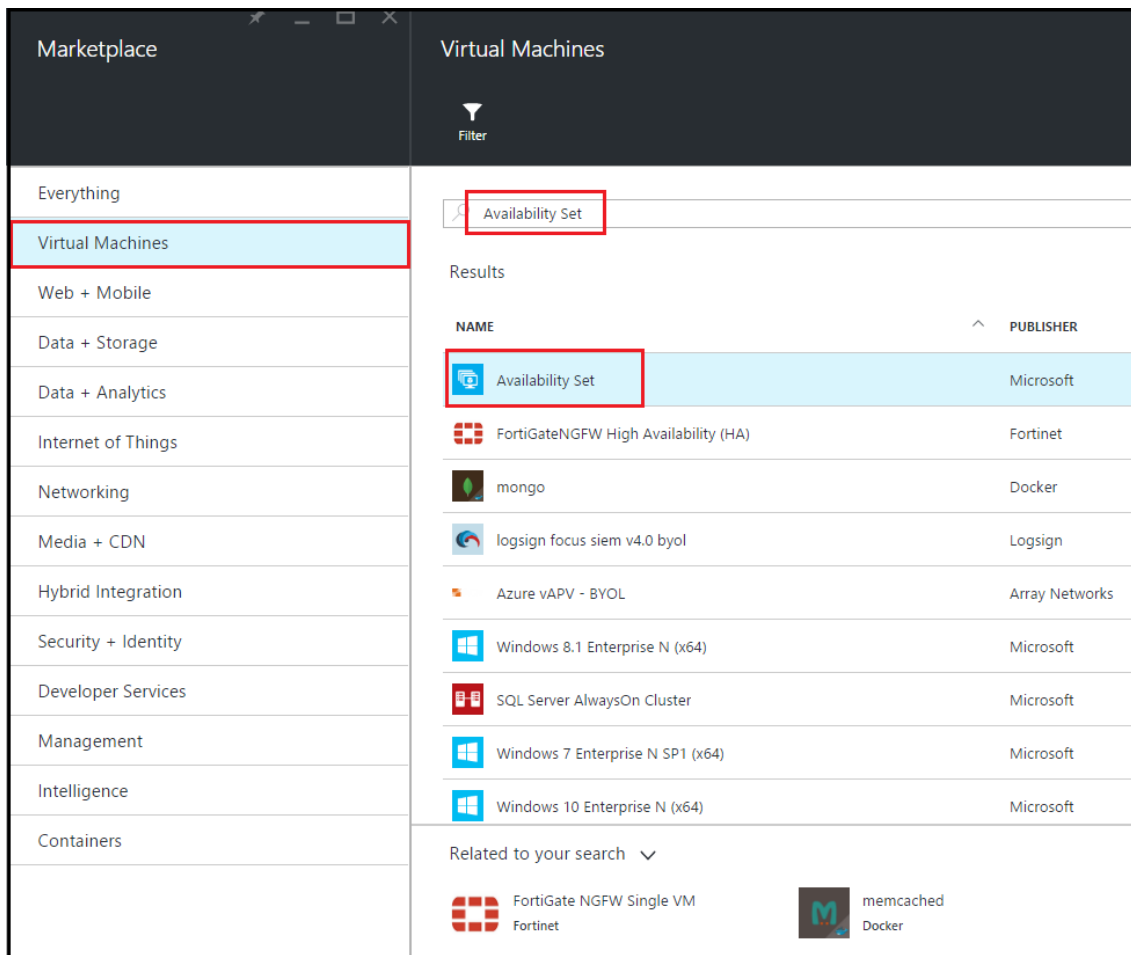 Marketplace
Everything
Virtual Machines
Web + Mobile
Data + Storage
Data + Analytics
Internet of Things
Networking
Media + CDN
Hybrid Integration
Security + Identity
Developer Services
Management
Intelligence
Containers
Virtual Machines
Filter
Availability Set
Results
NAME PUBLISHER
Availability Set Microsoft
FortiGateNGFW High Availability (HA) Fortinet
mongo Docker
logsign focus siem v4.0 byol Logsign
Azure vAPV - BYOL Array Networks
Windows 8.1 Enterprise N (x64) Microsoft
SQL Server AlwaysOn Cluster Microsoft
Windows 7 Enterprise N SP1 (x64) Microsoft
Windows 10 Enterprise N (x64) Microsoft
Related to your search
FortiGate NGFW Single VM
Fortinet
memcached
Docker